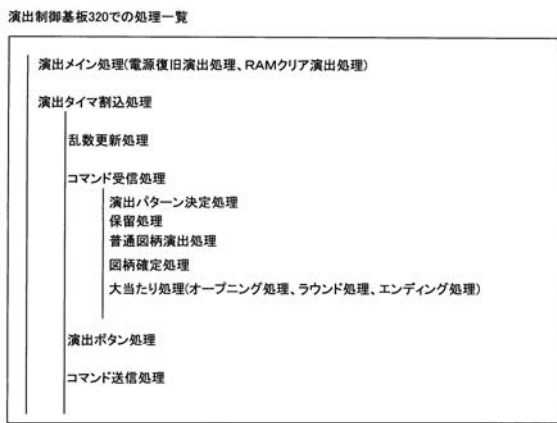 演出制御基板320での処理一覧
演出メイン処理(電源復旧演出処理、RAMクリア演出処理)
演出タイマ割込処理
乱数更新処理
コマンド受信処理
演出パターン決定処理
保留処理
普通図柄演出処理
図柄確定処理
大当たり処理(オープニング処理、ラウンド処理、エンディング処理)
演出ボタン処理
コマンド送信処理